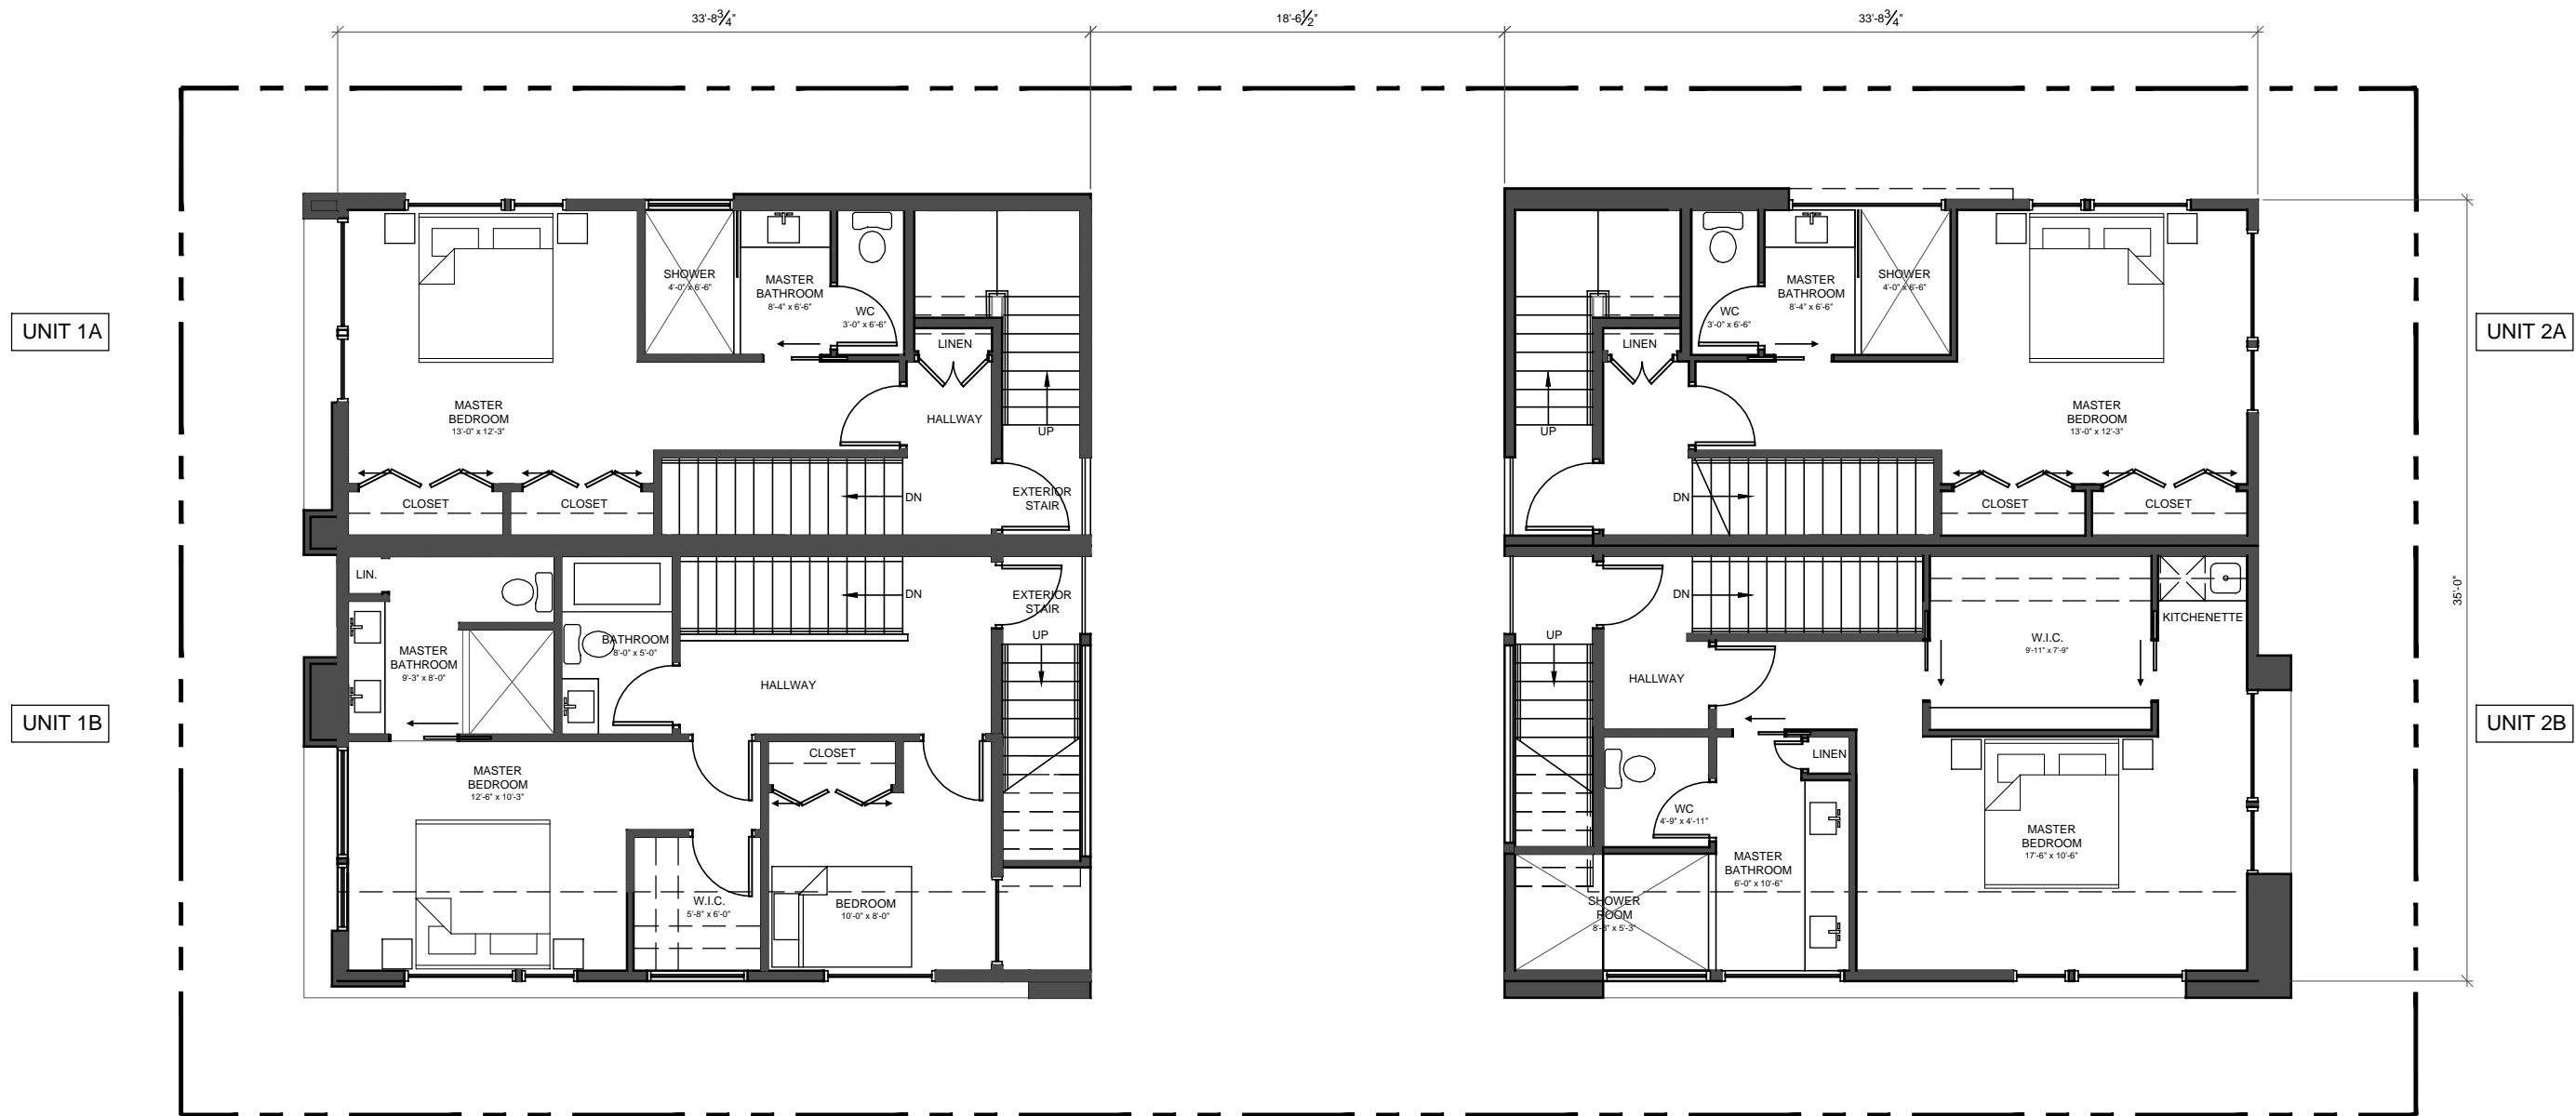 33'-8¾"
18'-6½"
33'-8¾"
UNIT 1A
SHOWER
4'-0" x 6'-6"
MASTER
BATHROOM
8'-4" x 6'-6"
WC
3'-0" x 6'-6"
LINEN
MASTER
BEDROOM
13'-0" x 12'-3"
HALLWAY
UP
CLOSET
CLOSET
DN
EXTERIOR
STAIR
UNIT 2A
WC
3'-0" x 6'-6"
MASTER
BATHROOM
8'-4" x 6'-6"
SHOWER
4'-0" x 6'-6"
LINEN
UP
MASTER
BEDROOM
13'-0" x 12'-3"
DN
CLOSET
CLOSET
35'-0"
UNIT 1B
LIN.
DN
EXTERIOR
STAIR
UP
MASTER
BATHROOM
9'-3" x 8'-0"
BATHROOM
8'-0" x 5'-0"
HALLWAY
MASTER
BEDROOM
12'-6" x 10'-3"
CLOSET
W.I.C.
5'-8" x 6'-0"
BEDROOM
10'-0" x 8'-0"
UNIT 2B
DN
UP
HALLWAY
W.I.C.
9'-11" x 7'-9"
KITCHENETTE
LINEN
WC
4'-9" x 4'-11"
MASTER
BATHROOM
6'-0" x 10'-6"
MASTER
BEDROOM
17'-6" x 10'-6"
SHOWER
ROOM
8'-8" x 5'-3"